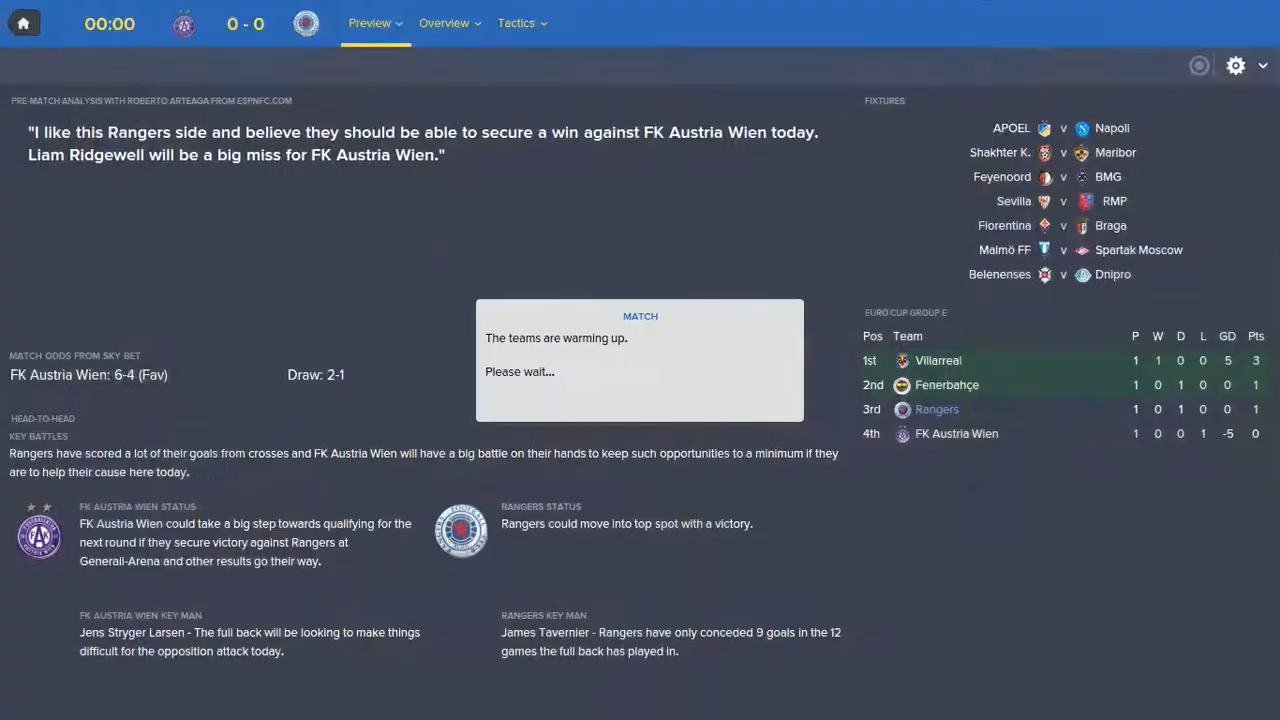 00:00
0 - 0
Preview
Overview
Tactics
PRE-MATCH ANALYSIS WITH ROBERTO ARTEAGA FROM ESPNFC.COM
"I like this Rangers side and believe they should be able to secure a win against FK Austria Wien today.
Liam Ridgewell will be a big miss for FK Austria Wien."
FIXTURES
APOEL v Napoli
Shakhter K. v Maribor
Feyenoord v BMG
Sevilla v RMP
Fiorentina v Braga
Malmö FF v Spartak Moscow
Belenenses v Dnipro
MATCH
The teams are warming up.
Please wait...
EURO CUP GROUP E
Pos Team P W D L GD Pts
1st Villarreal 1 1 0 0 5 3
2nd Fenerbahçe 1 0 1 0 0 1
3rd Rangers 1 0 1 0 0 1
4th FK Austria Wien 1 0 0 1 -5 0
MATCH ODDS FROM SKY BET
FK Austria Wien: 6-4 (Fav)
Draw: 2-1
HEAD-TO-HEAD
KEY BATTLES
Rangers have scored a lot of their goals from crosses and FK Austria Wien will have a big battle on their hands to keep such opportunities to a minimum if they
are to help their cause here today.
FK AUSTRIA WIEN STATUS
FK Austria Wien could take a big step towards qualifying for the
next round if they secure victory against Rangers at
Generali-Arena and other results go their way.
RANGERS STATUS
Rangers could move into top spot with a victory.
FK AUSTRIA WIEN KEY MAN
Jens Stryger Larsen - The full back will be looking to make things
difficult for the opposition attack today.
RANGERS KEY MAN
James Tavernier - Rangers have only conceded 9 goals in the 12
games the full back has played in.